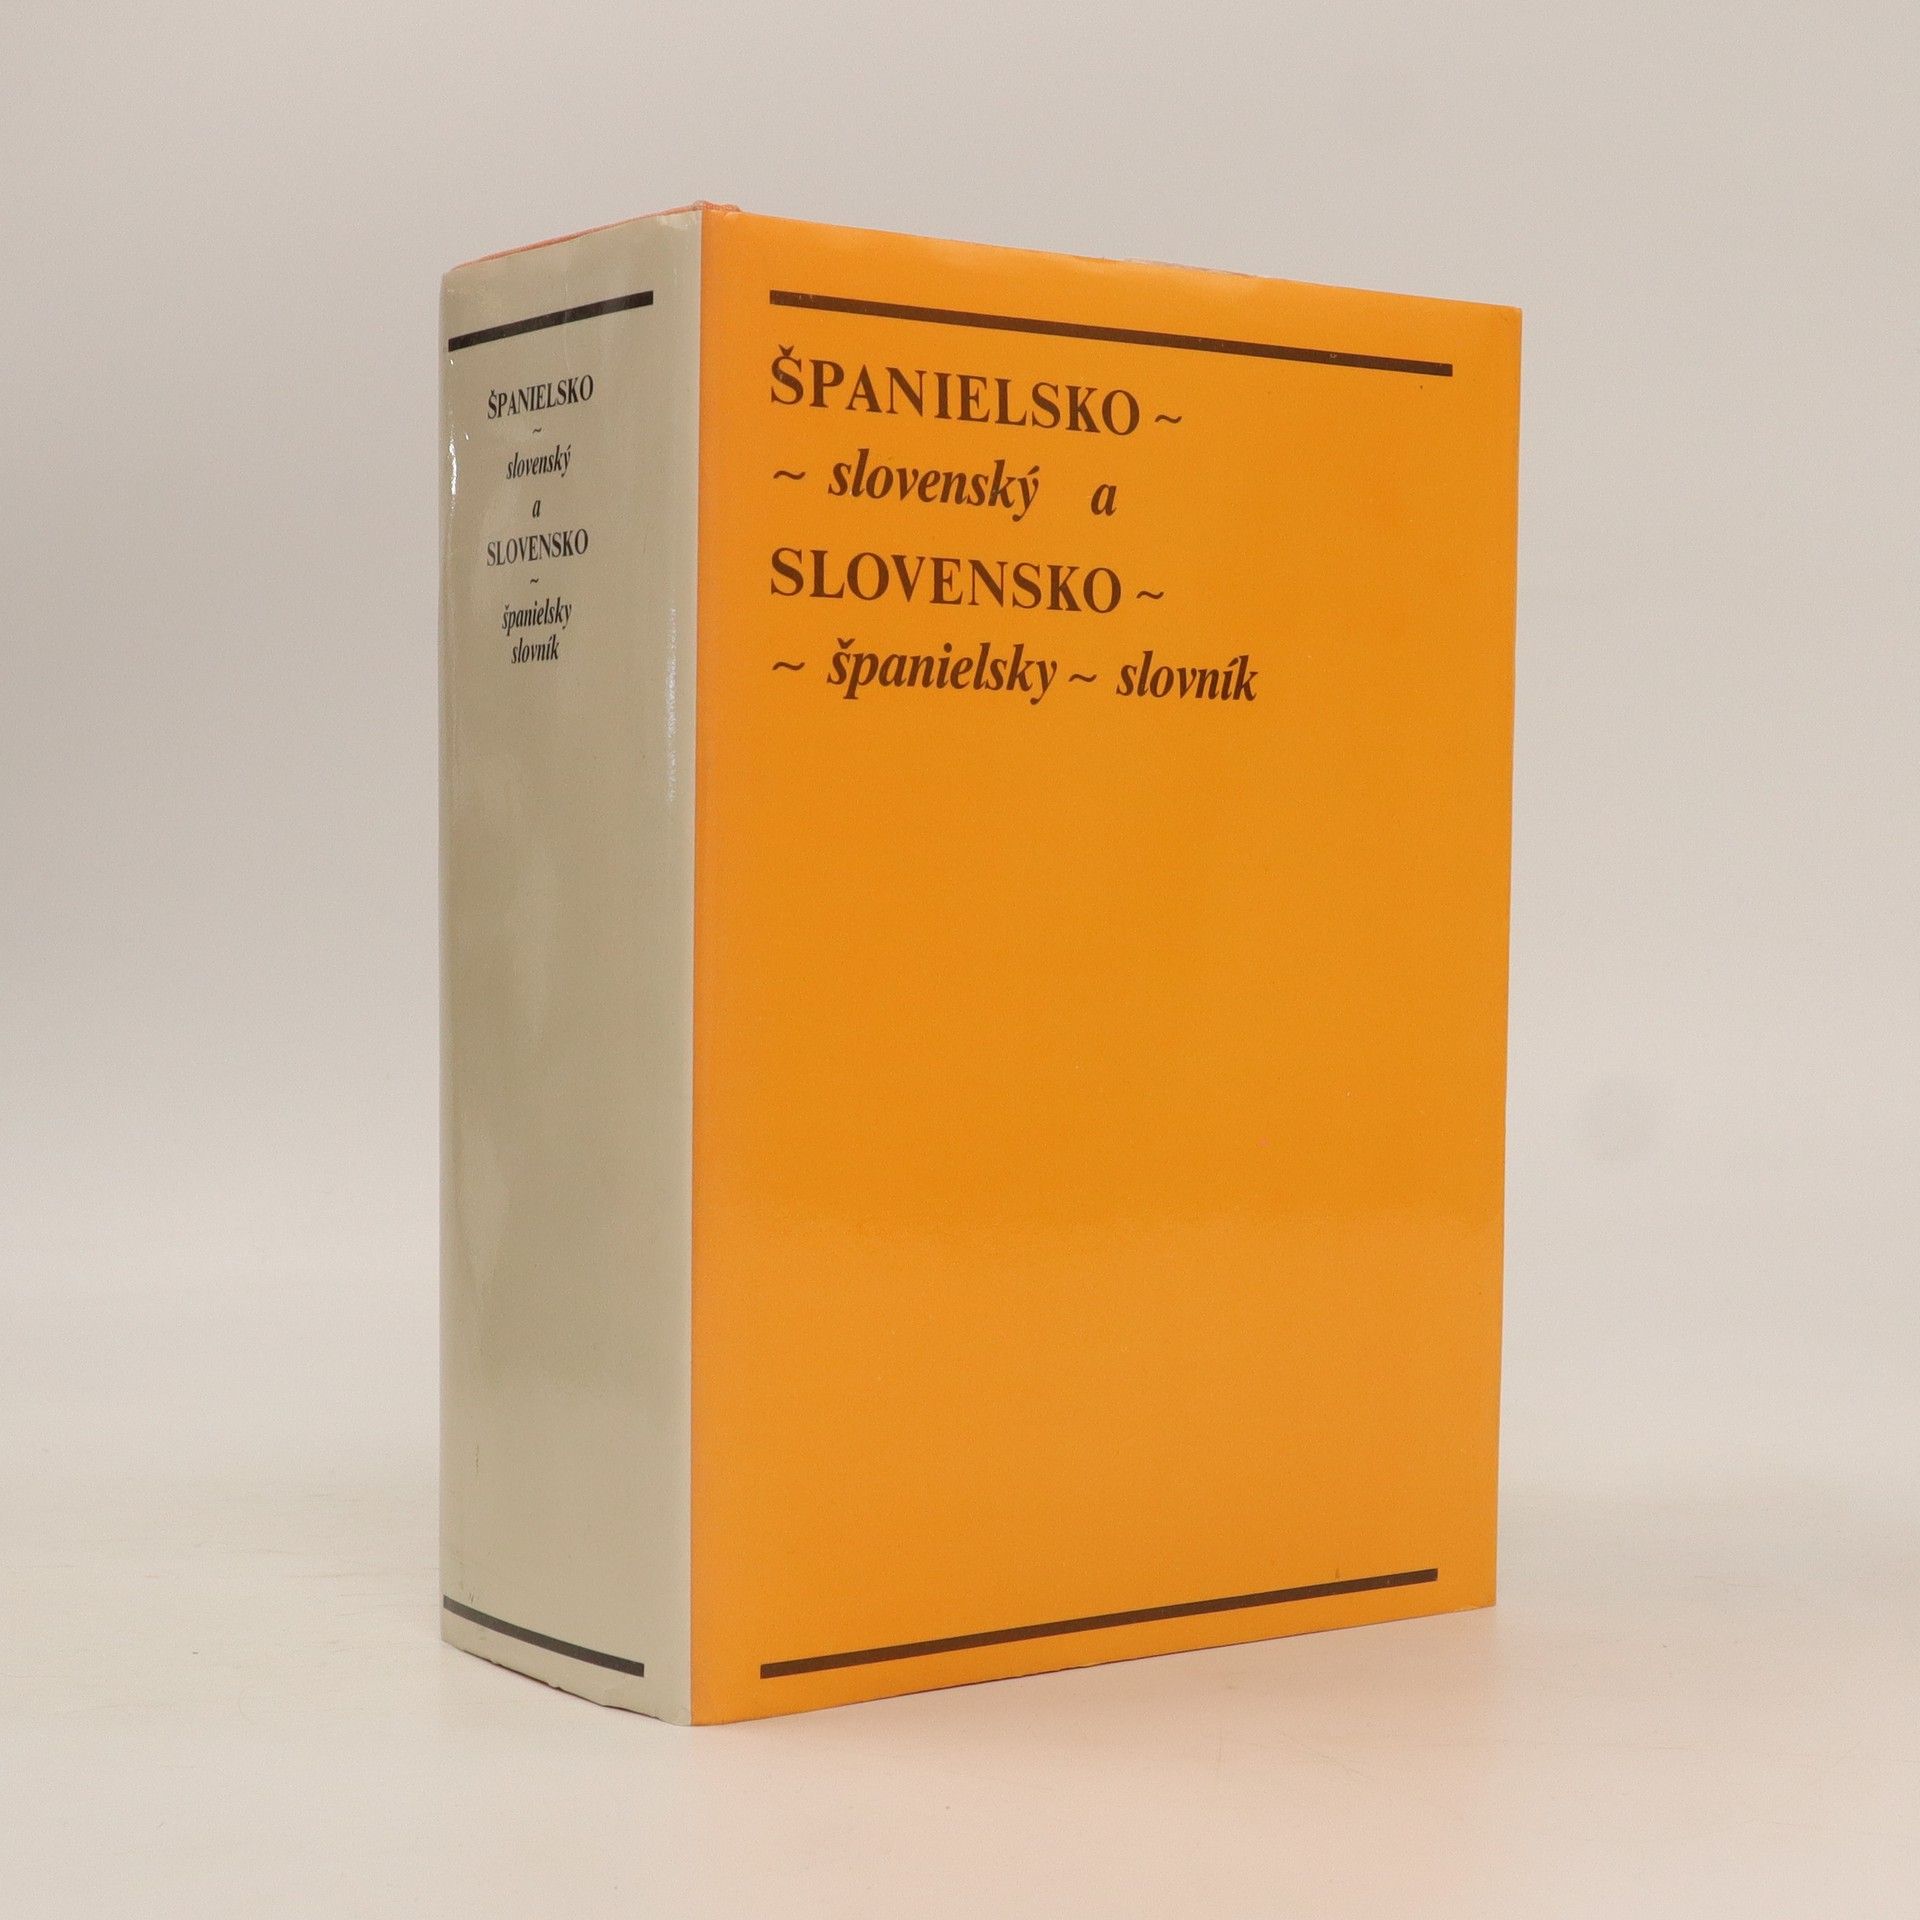 ŠPANIELSKO
~
slovenský
a
SLOVENSKO
~
španielsky
slovník
ŠPANIELSKO ~
~ slovenský a
SLOVENSKO ~
~ španielsky ~ slovník